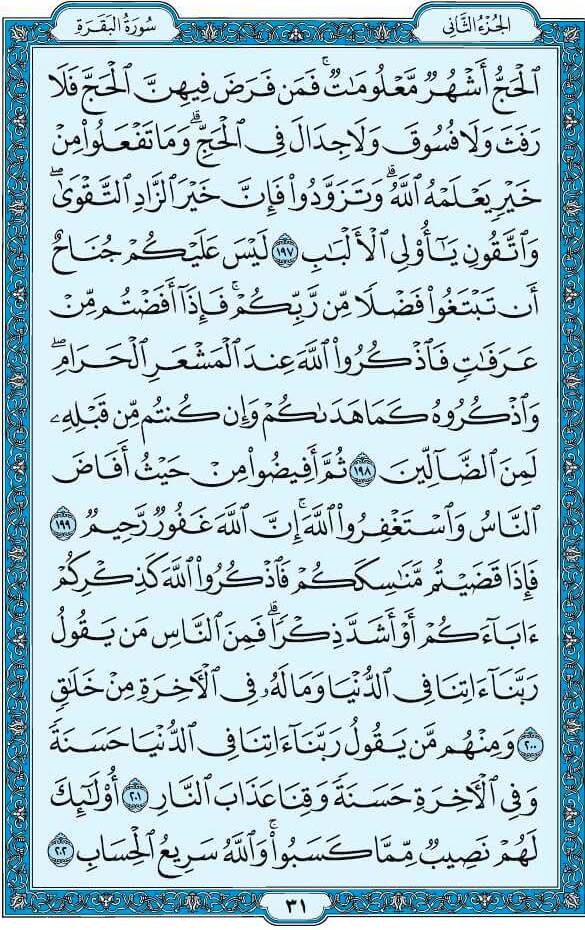 الجُزْءُ الثَّانِي
سُورَةُ البَقَرَةِ
ٱلْحَجُّ أَشْهُرٌ مَّعْلُومَٰتٌ ۚ فَمَن فَرَضَ فِيهِنَّ ٱلْحَجَّ فَلَا
رَفَثَ وَلَا فُسُوقَ وَلَا جِدَالَ فِى ٱلْحَجِّ ۗ وَمَا تَفْعَلُوا۟ مِنْ
خَيْرٍ يَعْلَمْهُ ٱللَّهُ ۗ وَتَزَوَّدُوا۟ فَإِنَّ خَيْرَ ٱلزَّادِ ٱلتَّقْوَىٰ ۖ
وَٱتَّقُونِ يَٰٓأُو۟لِى ٱلْأَلْبَٰبِ ١٩٧ لَيْسَ عَلَيْكُمْ جُنَاحٌ
أَن تَبْتَغُوا۟ فَضْلًا مِّن رَّبِّكُمْ ۚ فَإِذَآ أَفَضْتُم مِّنْ
عَرَفَٰتٍ فَٱذْكُرُوا۟ ٱللَّهَ عِندَ ٱلْمَشْعَرِ ٱلْحَرَامِ ۖ
وَٱذْكُرُوهُ كَمَا هَدَىٰكُمْ وَإِن كُنتُم مِّن قَبْلِهِۦ
لَمِنَ ٱلضَّآلِّينَ ١٩٨ ثُمَّ أَفِيضُوا۟ مِنْ حَيْثُ أَفَاضَ
ٱلنَّاسُ وَٱسْتَغْفِرُوا۟ ٱللَّهَ ۚ إِنَّ ٱللَّهَ غَفُورٌ رَّحِيمٌ ١٩٩
فَإِذَا قَضَيْتُم مَّنَٰسِكَكُمْ فَٱذْكُرُوا۟ ٱللَّهَ كَذِكْرِكُمْ
ءَابَآءَكُمْ أَوْ أَشَدَّ ذِكْرًا ۗ فَمِنَ ٱلنَّاسِ مَن يَقُولُ
رَبَّنَآ ءَاتِنَا فِى ٱلدُّنْيَا وَمَا لَهُۥ فِى ٱلْءَاخِرَةِ مِنْ خَلَٰقٍ
٢٠٠ وَمِنْهُم مَّن يَقُولُ رَبَّنَآ ءَاتِنَا فِى ٱلدُّنْيَا حَسَنَةً
وَفِى ٱلْءَاخِرَةِ حَسَنَةً وَقِنَا عَذَابَ ٱلنَّارِ ٢٠١ أُو۟لَٰٓئِكَ
لَهُمْ نَصِيبٌ مِّمَّا كَسَبُوا۟ ۚ وَٱللَّهُ سَرِيعُ ٱلْحِسَابِ ٢٠٢
٣١